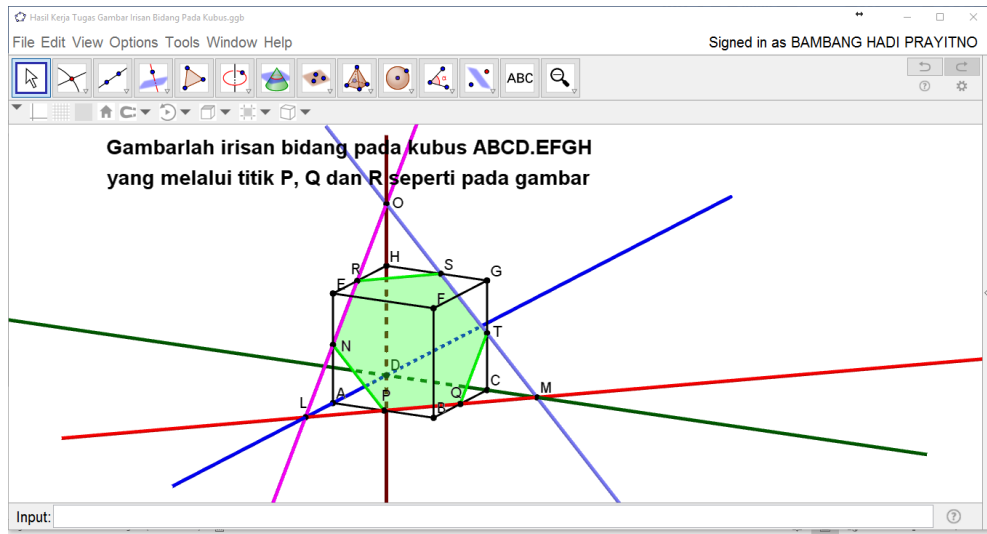 Hasil Kerja Tugas Gambar Irisan Bidang Pada Kubus.ggb
File Edit View Options Tools Window Help
Signed in as BAMBANG HADI PRAYITNO
ABC
Gambarlah irisan bidang pada kubus ABCD.EFGH
yang melalui titik P, Q dan R seperti pada gambar
O
H
R
S
G
E
F
N
T
D
C
M
A
Q
L
P
B
Input: